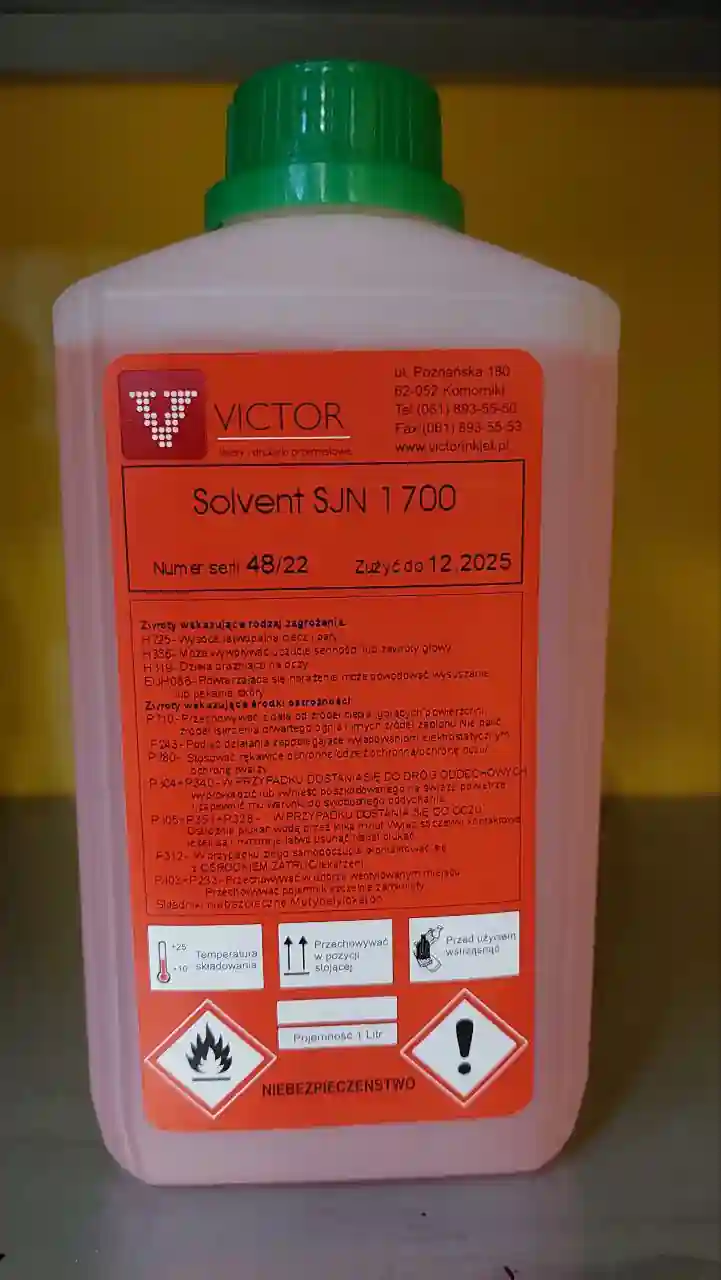 VICTOR
tusze i drukarki przemysłowe
ul. Poznańska 180
62-052 Komorniki
Tel (061) 893-55-50
Fax (061) 893-55-53
www.victorinkjet.pl
Solvent SJN 1700
Numer serii 48/22 Zużyć do 12.2025
Zwroty wskazujące rodzaj zagrożenia
H225- Wysoce łatwopalna ciecz i pary
H336- Może wywoływać uczucie senności lub zawroty głowy
H319- Działa drażniąco na oczy
EUH066- Powtarzające się narażenie może powodować wysuszanie
lub pękanie skóry
Zwroty wskazujące środki ostrożności
P210- Przechowywać z dala od źródeł ciepła, gorących powierzchni,
źródeł iskrzenia, otwartego ognia i innych źródeł zapłonu. Nie palić.
P243- Podjąć działania zapobiegające wyładowaniom elektrostatycznym
P280- Stosować rękawice ochronne/odzież ochronną/ochronę oczu/
ochronę twarzy
P304+P340- W PRZYPADKU DOSTANIA SIĘ DO DRÓG ODDECHOWYCH
wyprowadzić lub wynieść poszkodowanego na świeże powietrze
i zapewnić mu warunki do swobodnego oddychania
P305+P351+P338- W PRZYPADKU DOSTANIA SIĘ DO OCZU
Ostrożnie płukać wodą przez kilka minut. Wyjąć soczewki kontaktowe
jeżeli są i można je łatwo usunąć. Nadal płukać
P312- W przypadku złego samopoczucia skontaktować się
z OŚRODKIEM ZATRUĆ/lekarzem
P403+P233- Przechowywać w dobrze wentylowanym miejscu
Przechowywać pojemnik szczelnie zamknięty
Składniki niebezpieczne: Metyloetyloketon
+25
-10
Temperatura
składowania
Przechowywać
w pozycji
stojącej
Przed użyciem
wstrząsnąć
Pojemność 1 Litr
NIEBEZPIECZEŃSTWO